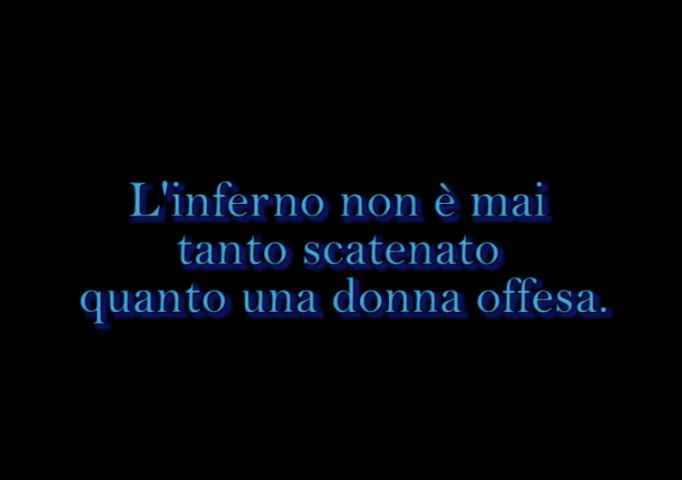 L'inferno non è mai
tanto scatenato
quanto una donna offesa.